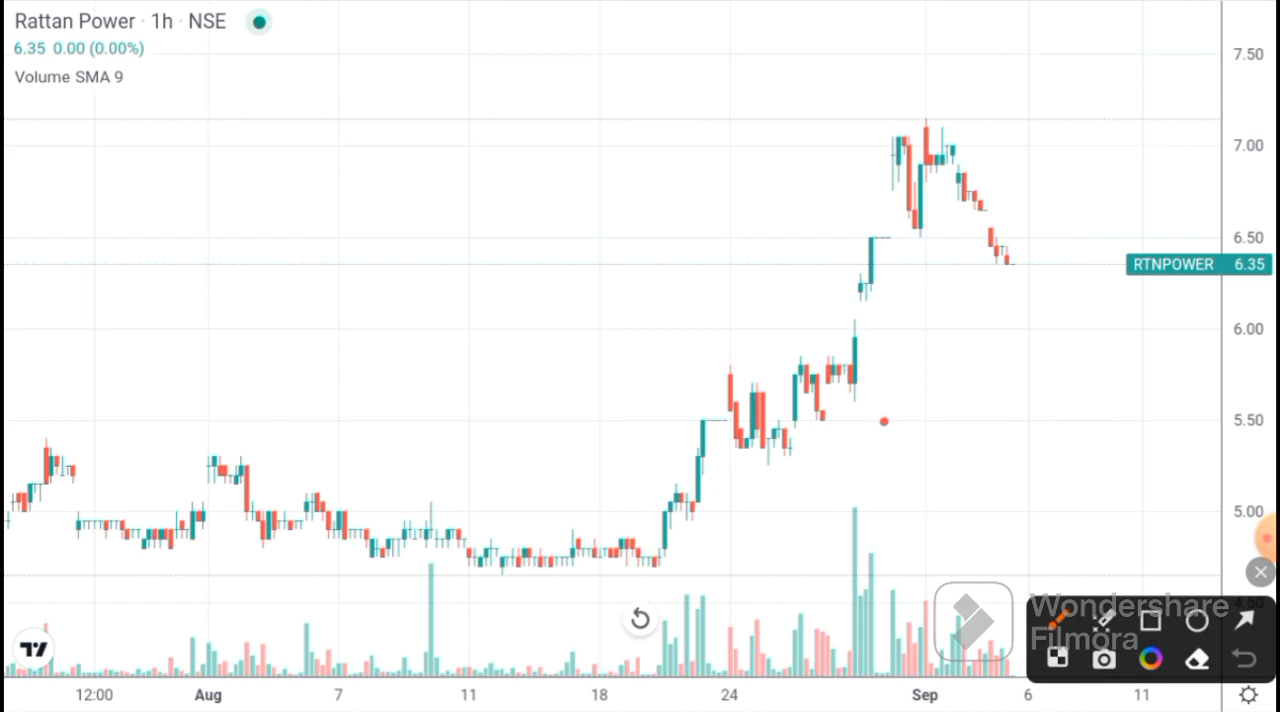 Rattan Power · 1h · NSE
6.35 0.00 (0.00%)
Volume SMA 9
7.50
7.00
6.50
RTNPOWER 6.35
6.00
5.50
5.00
4.50
Wondershare
Filmora
12:00 Aug 7 11 18 24 Sep 6 11